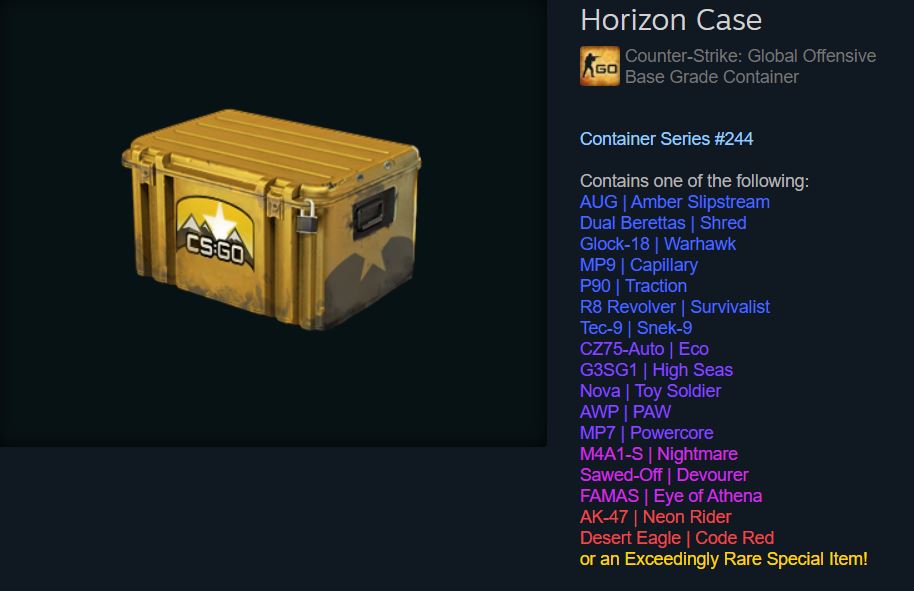 Horizon Case
GO
Counter-Strike: Global Offensive
Base Grade Container
Container Series #244
Contains one of the following:
AUG | Amber Slipstream
Dual Berettas | Shred
Glock-18 | Warhawk
MP9 | Capillary
P90 | Traction
R8 Revolver | Survivalist
Tec-9 | Snek-9
CZ75-Auto | Eco
G3SG1 | High Seas
Nova | Toy Soldier
AWP | PAW
MP7 | Powercore
M4A1-S | Nightmare
Sawed-Off | Devourer
FAMAS | Eye of Athena
AK-47 | Neon Rider
Desert Eagle | Code Red
or an Exceedingly Rare Special Item!
CS:GO